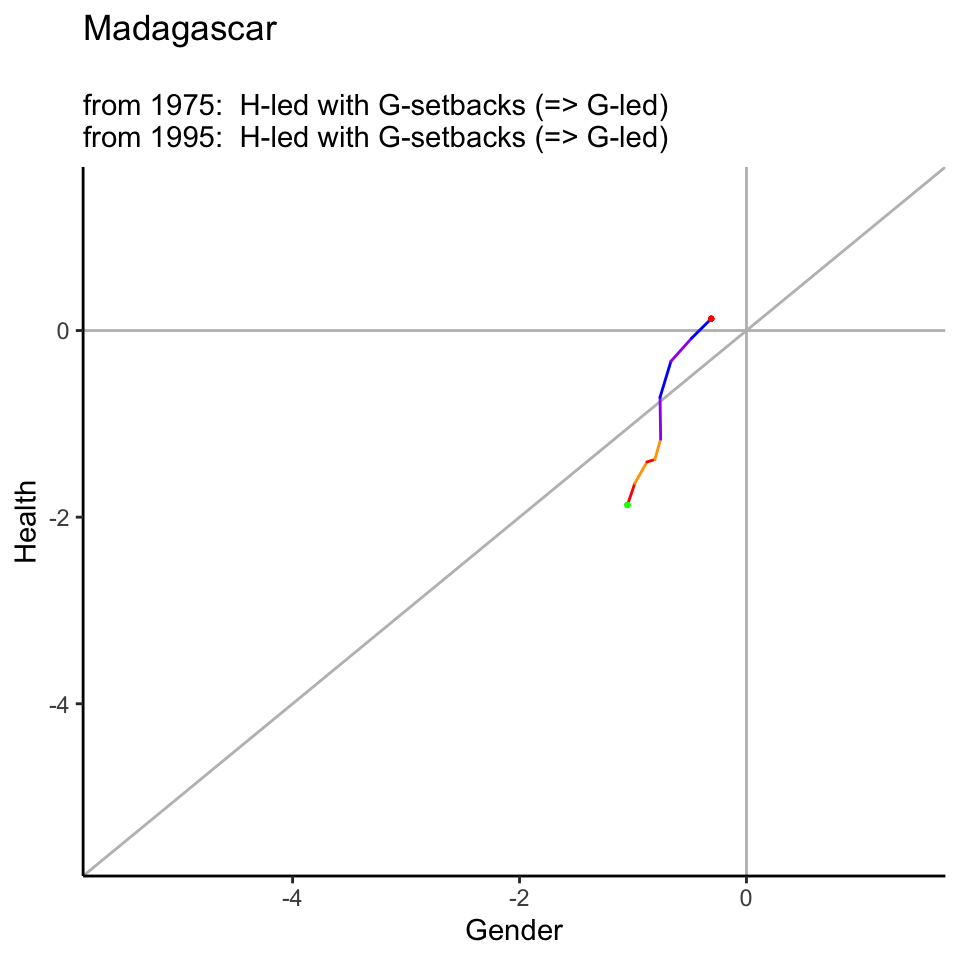 Madagascar
from 1975:  H-led with G-setbacks (=> G-led)
from 1995:  H-led with G-setbacks (=> G-led)
0
-2
-4
Health
-4
-2
0
Gender